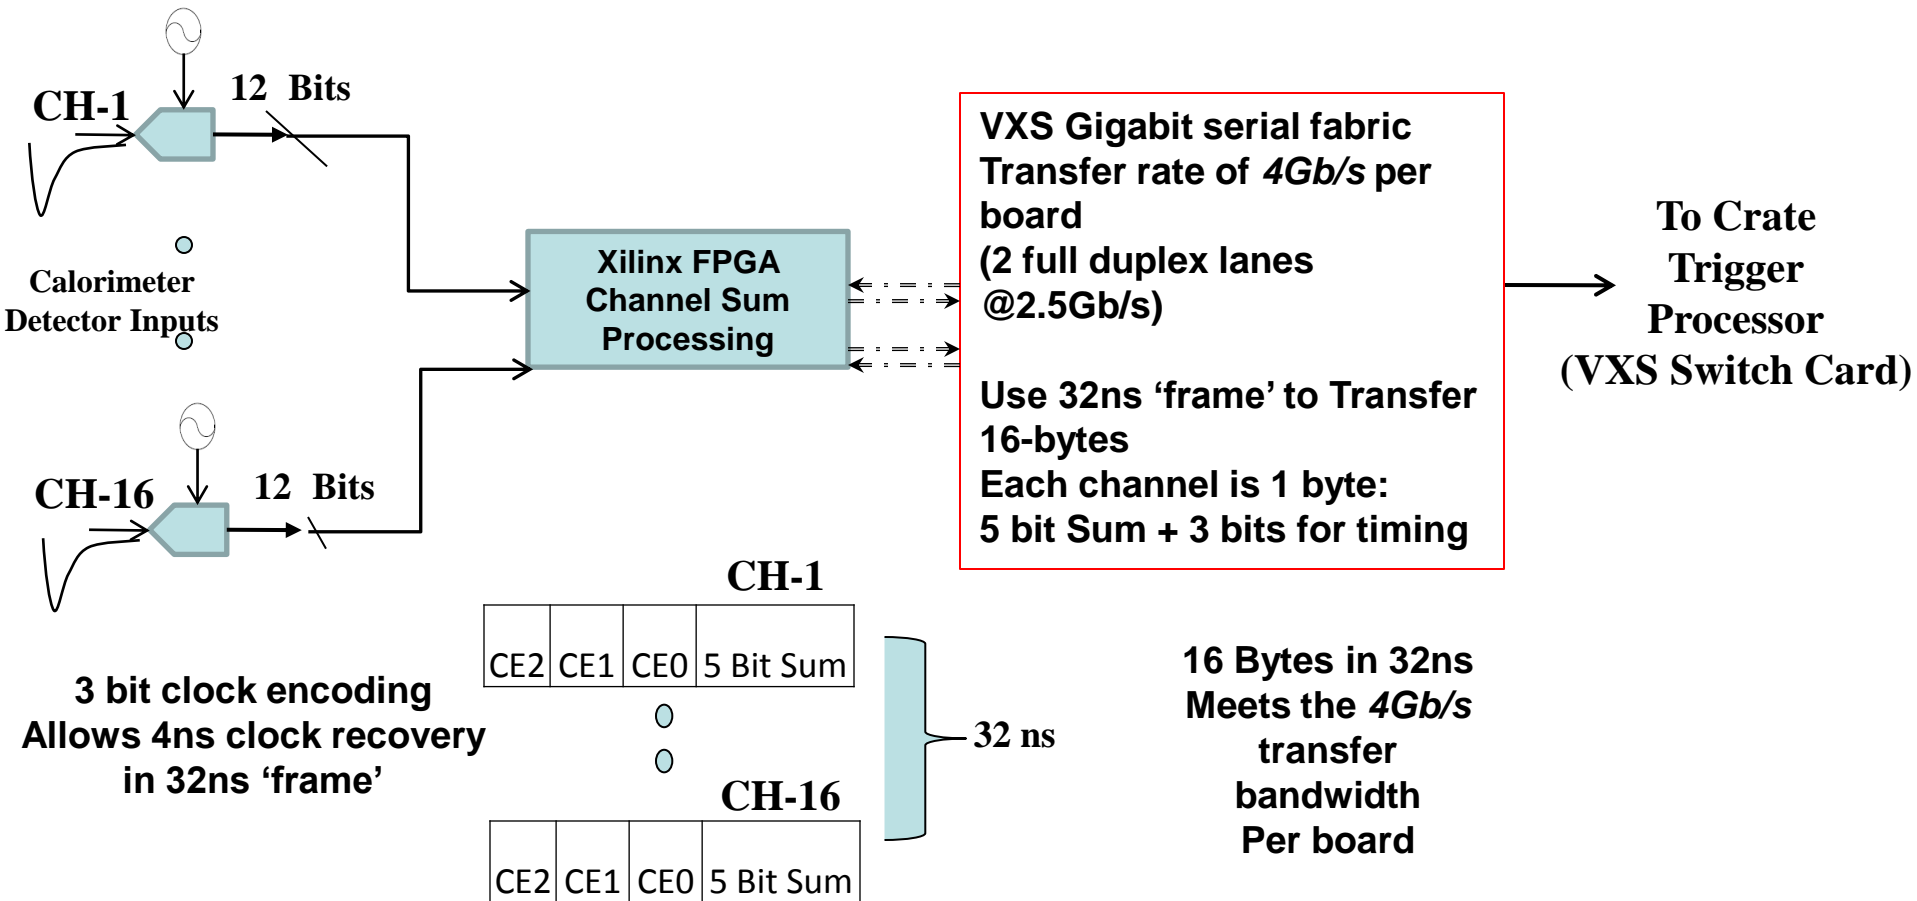 CH-1
12 Bits
Calorimeter
Detector Inputs
CH-16
12 Bits
Xilinx FPGA
Channel Sum
Processing
VXS Gigabit serial fabric
Transfer rate of 4Gb/s per
board
(2 full duplex lanes
@2.5Gb/s)
Use 32ns ‘frame’ to Transfer
16-bytes
Each channel is 1 byte:
5 bit Sum + 3 bits for timing
To Crate
Trigger
Processor
(VXS Switch Card)
3 bit clock encoding
Allows 4ns clock recovery
in 32ns ‘frame’
CH-1
CE2 CE1 CE0 5 Bit Sum
CH-16
CE2 CE1 CE0 5 Bit Sum
32 ns
16 Bytes in 32ns
Meets the 4Gb/s
transfer
bandwidth
Per board